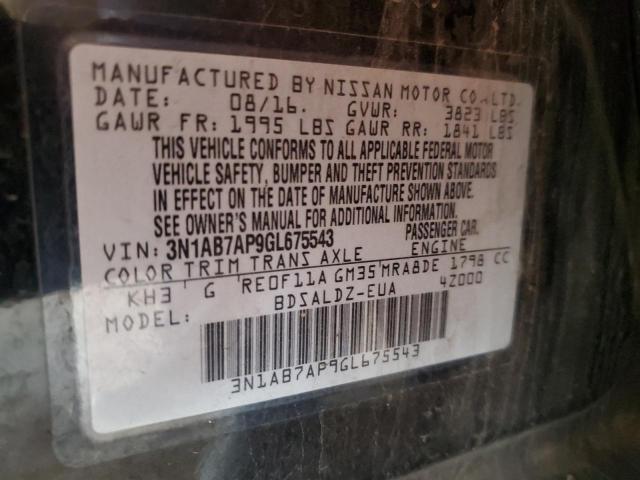 MANUFACTURED BY NISSAN MOTOR CO.,LTD.
DATE: 08/16. GVWR: 3823 LBS
GAWR FR: 1995 LBS GAWR RR: 1841 LBS
THIS VEHICLE CONFORMS TO ALL APPLICABLE FEDERAL MOTOR
VEHICLE SAFETY, BUMPER AND THEFT PREVENTION STANDARDS
IN EFFECT ON THE DATE OF MANUFACTURE SHOWN ABOVE.
SEE OWNER'S MANUAL FOR ADDITIONAL INFORMATION
VIN: 3N1AB7AP9GL675543 PASSENGER CAR.
COLOR TRIM TRANS AXLE ENGINE
KH3 G RE0F11A GM35 MRA8DE 1798 CC
MODEL: BDSALDZ-EUA 4Z000
3N1AB7AP9GL675543